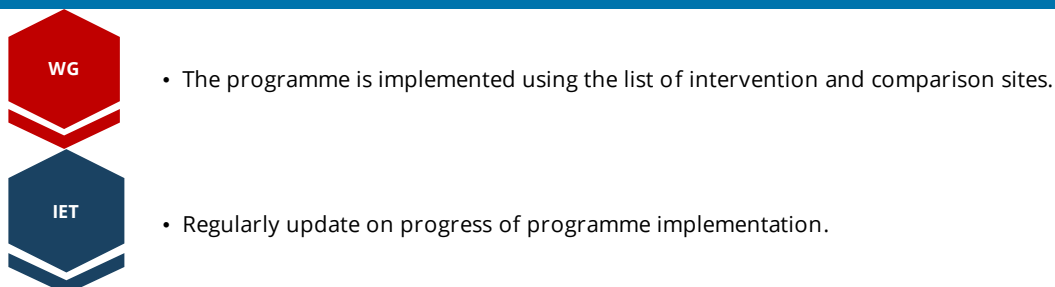 WG
• The programme is implemented using the list of intervention and comparison sites.
IET
• Regularly update on progress of programme implementation.